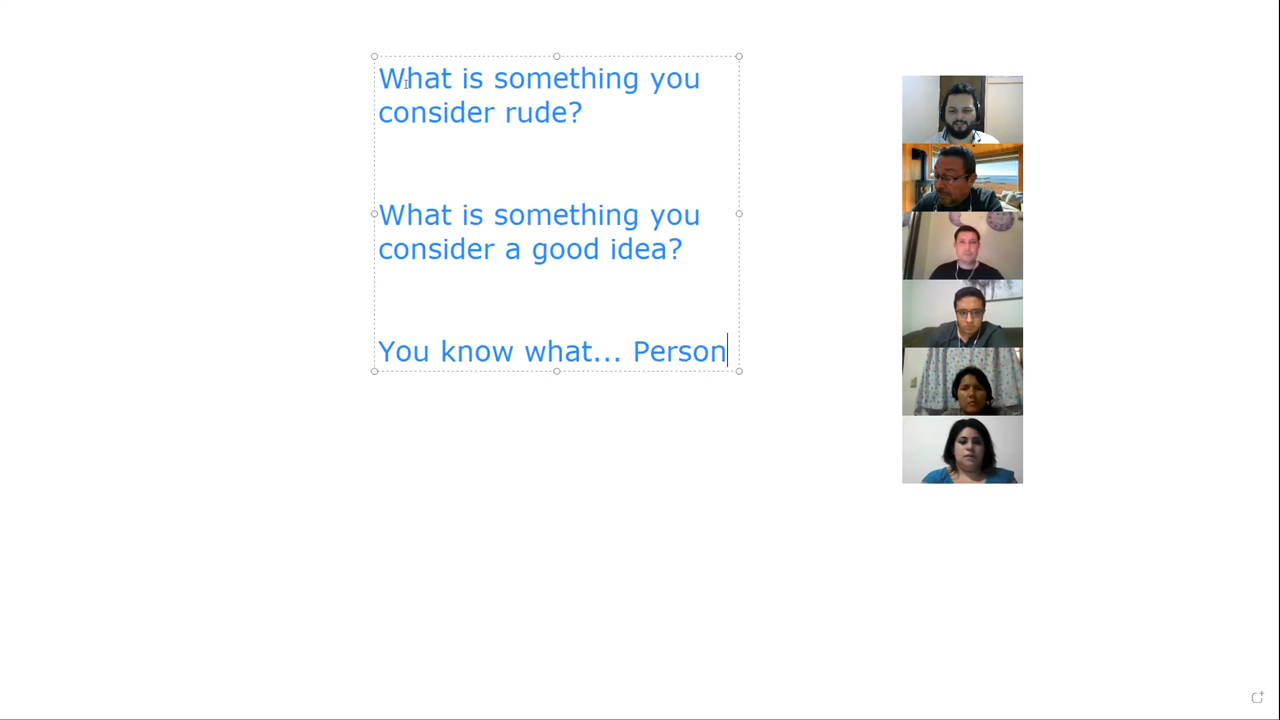 What is something you
consider rude?
What is something you
consider a good idea?
You know what... Person